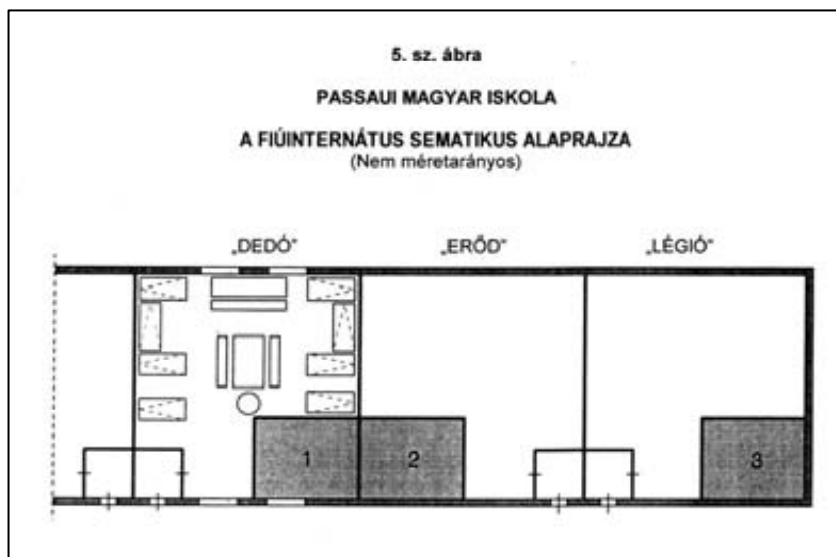 5. sz. ábra
PASSAUI MAGYAR ISKOLA
A FIÚINTERNÁTUS SEMATIKUS ALAPRAJZA
(Nem méretarányos)
„DEDÓ” „ERŐD” „LÉGIÓ”
1 2 3